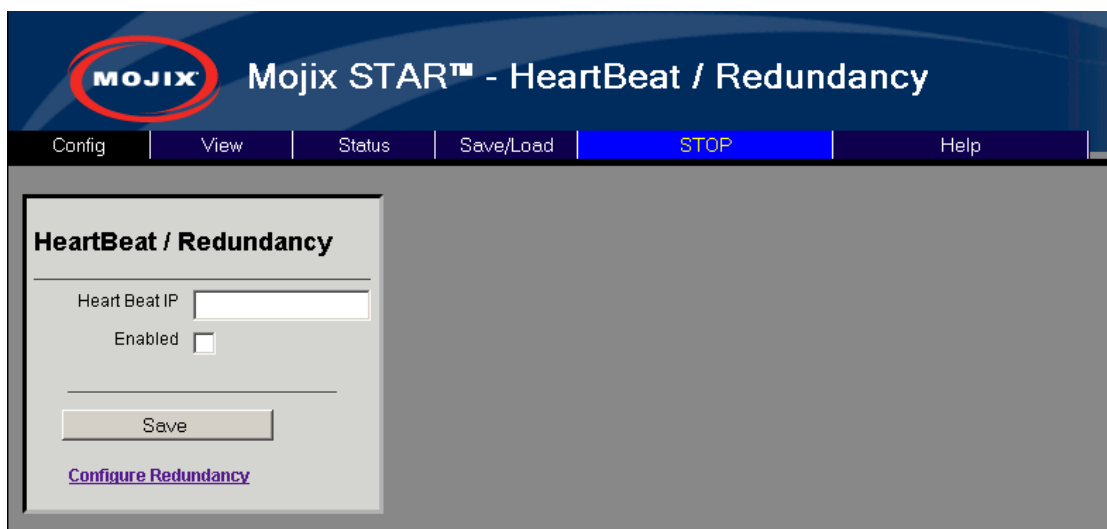 MOJIX Mojix STAR™ - HeartBeat / Redundancy
Config View Status Save/Load STOP Help
HeartBeat / Redundancy
Heart Beat IP
Enabled
Save
Configure Redundancy